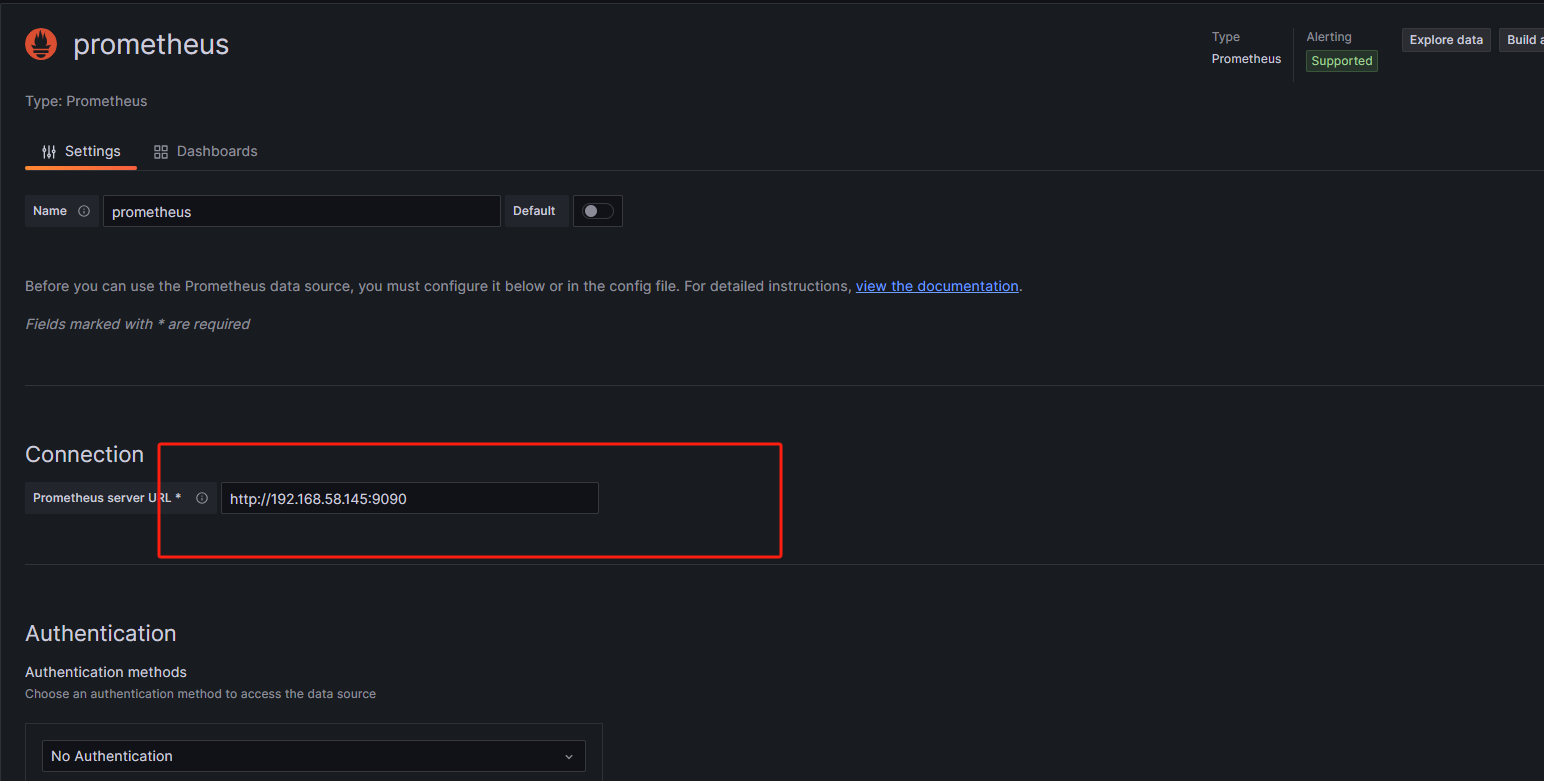 prometheus
Type
Alerting
Explore data
Build a
Prometheus
Supported
Type: Prometheus
Settings
Dashboards
Name
prometheus
Default
Before you can use the Prometheus data source, you must configure it below or in the config file. For detailed instructions, view the documentation.
Fields marked with * are required
Connection
Prometheus server URL *
http://192.168.58.145:9090
Authentication
Authentication methods
Choose an authentication method to access the data source
No Authentication